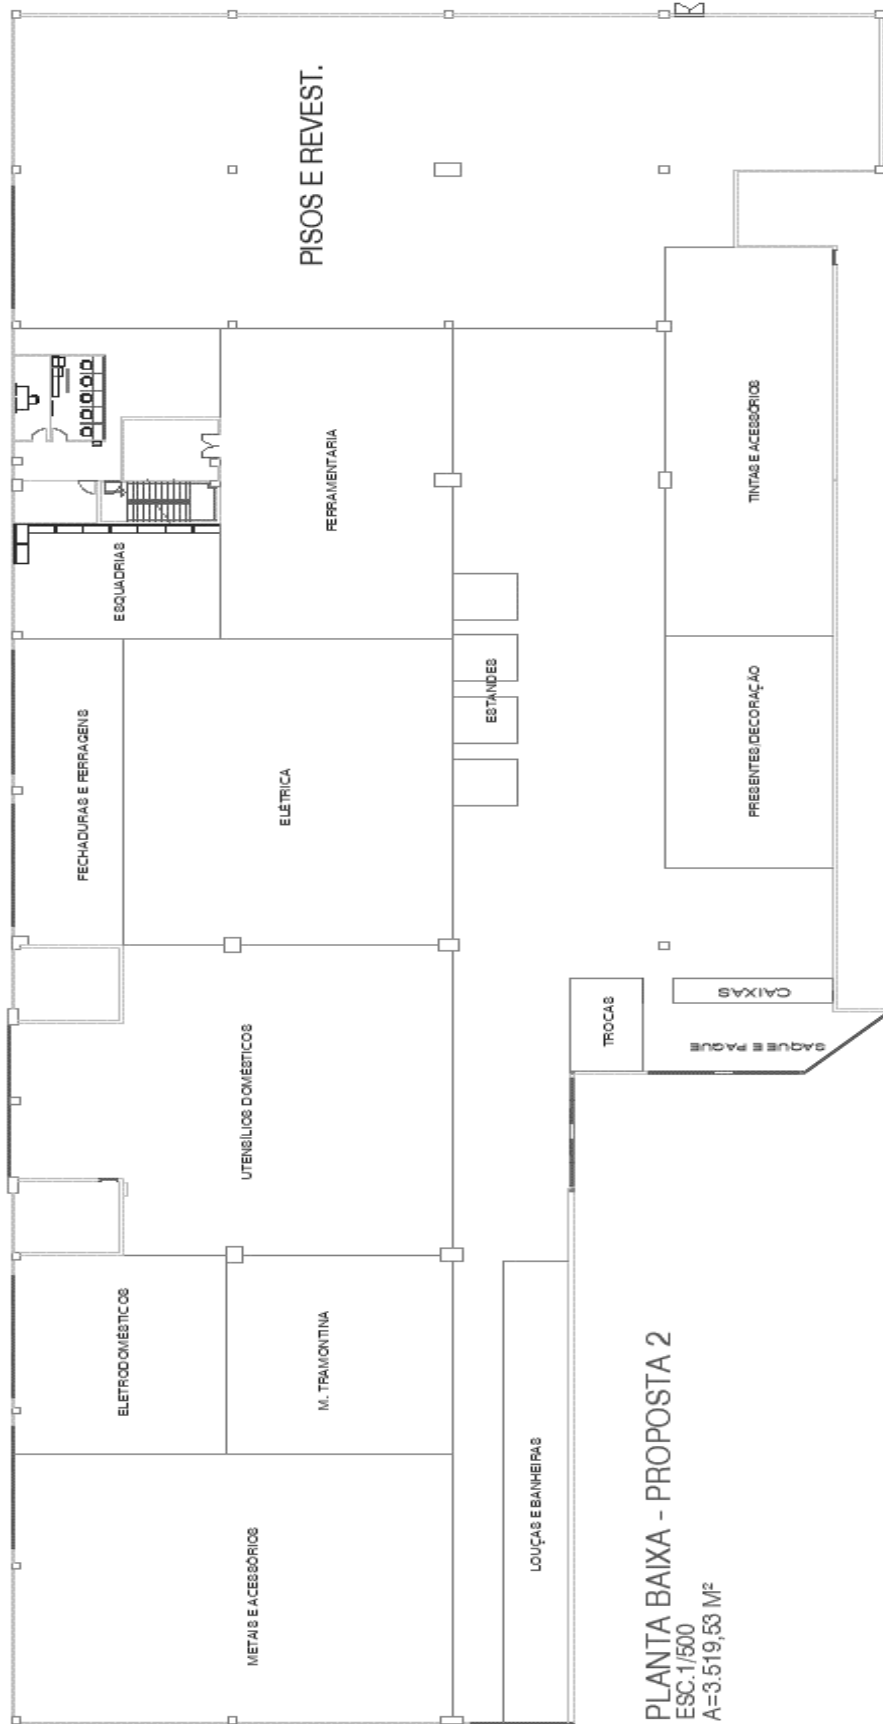 PISOS E REVEST.
ESQUADRIAS
FERRAMENTARIA
TINTAS E ACESSÓRIOS
FECHADURAS E FERRAGENS
ELÉTRICA
ESTANDES
PRESENTES/DECORAÇÃO
UTENSÍLIOS DOMÉSTICOS
TROCAS
CAIXAS
SAQUE E PAGUE
ELETRODOMÉSTICOS
M. TRAMONTINA
METAIS E ACESSÓRIOS
LOUÇAS E BANHEIRAS
PLANTA BAIXA - PROPOSTA 2
ESC.1/500
A=3.519,53 M²